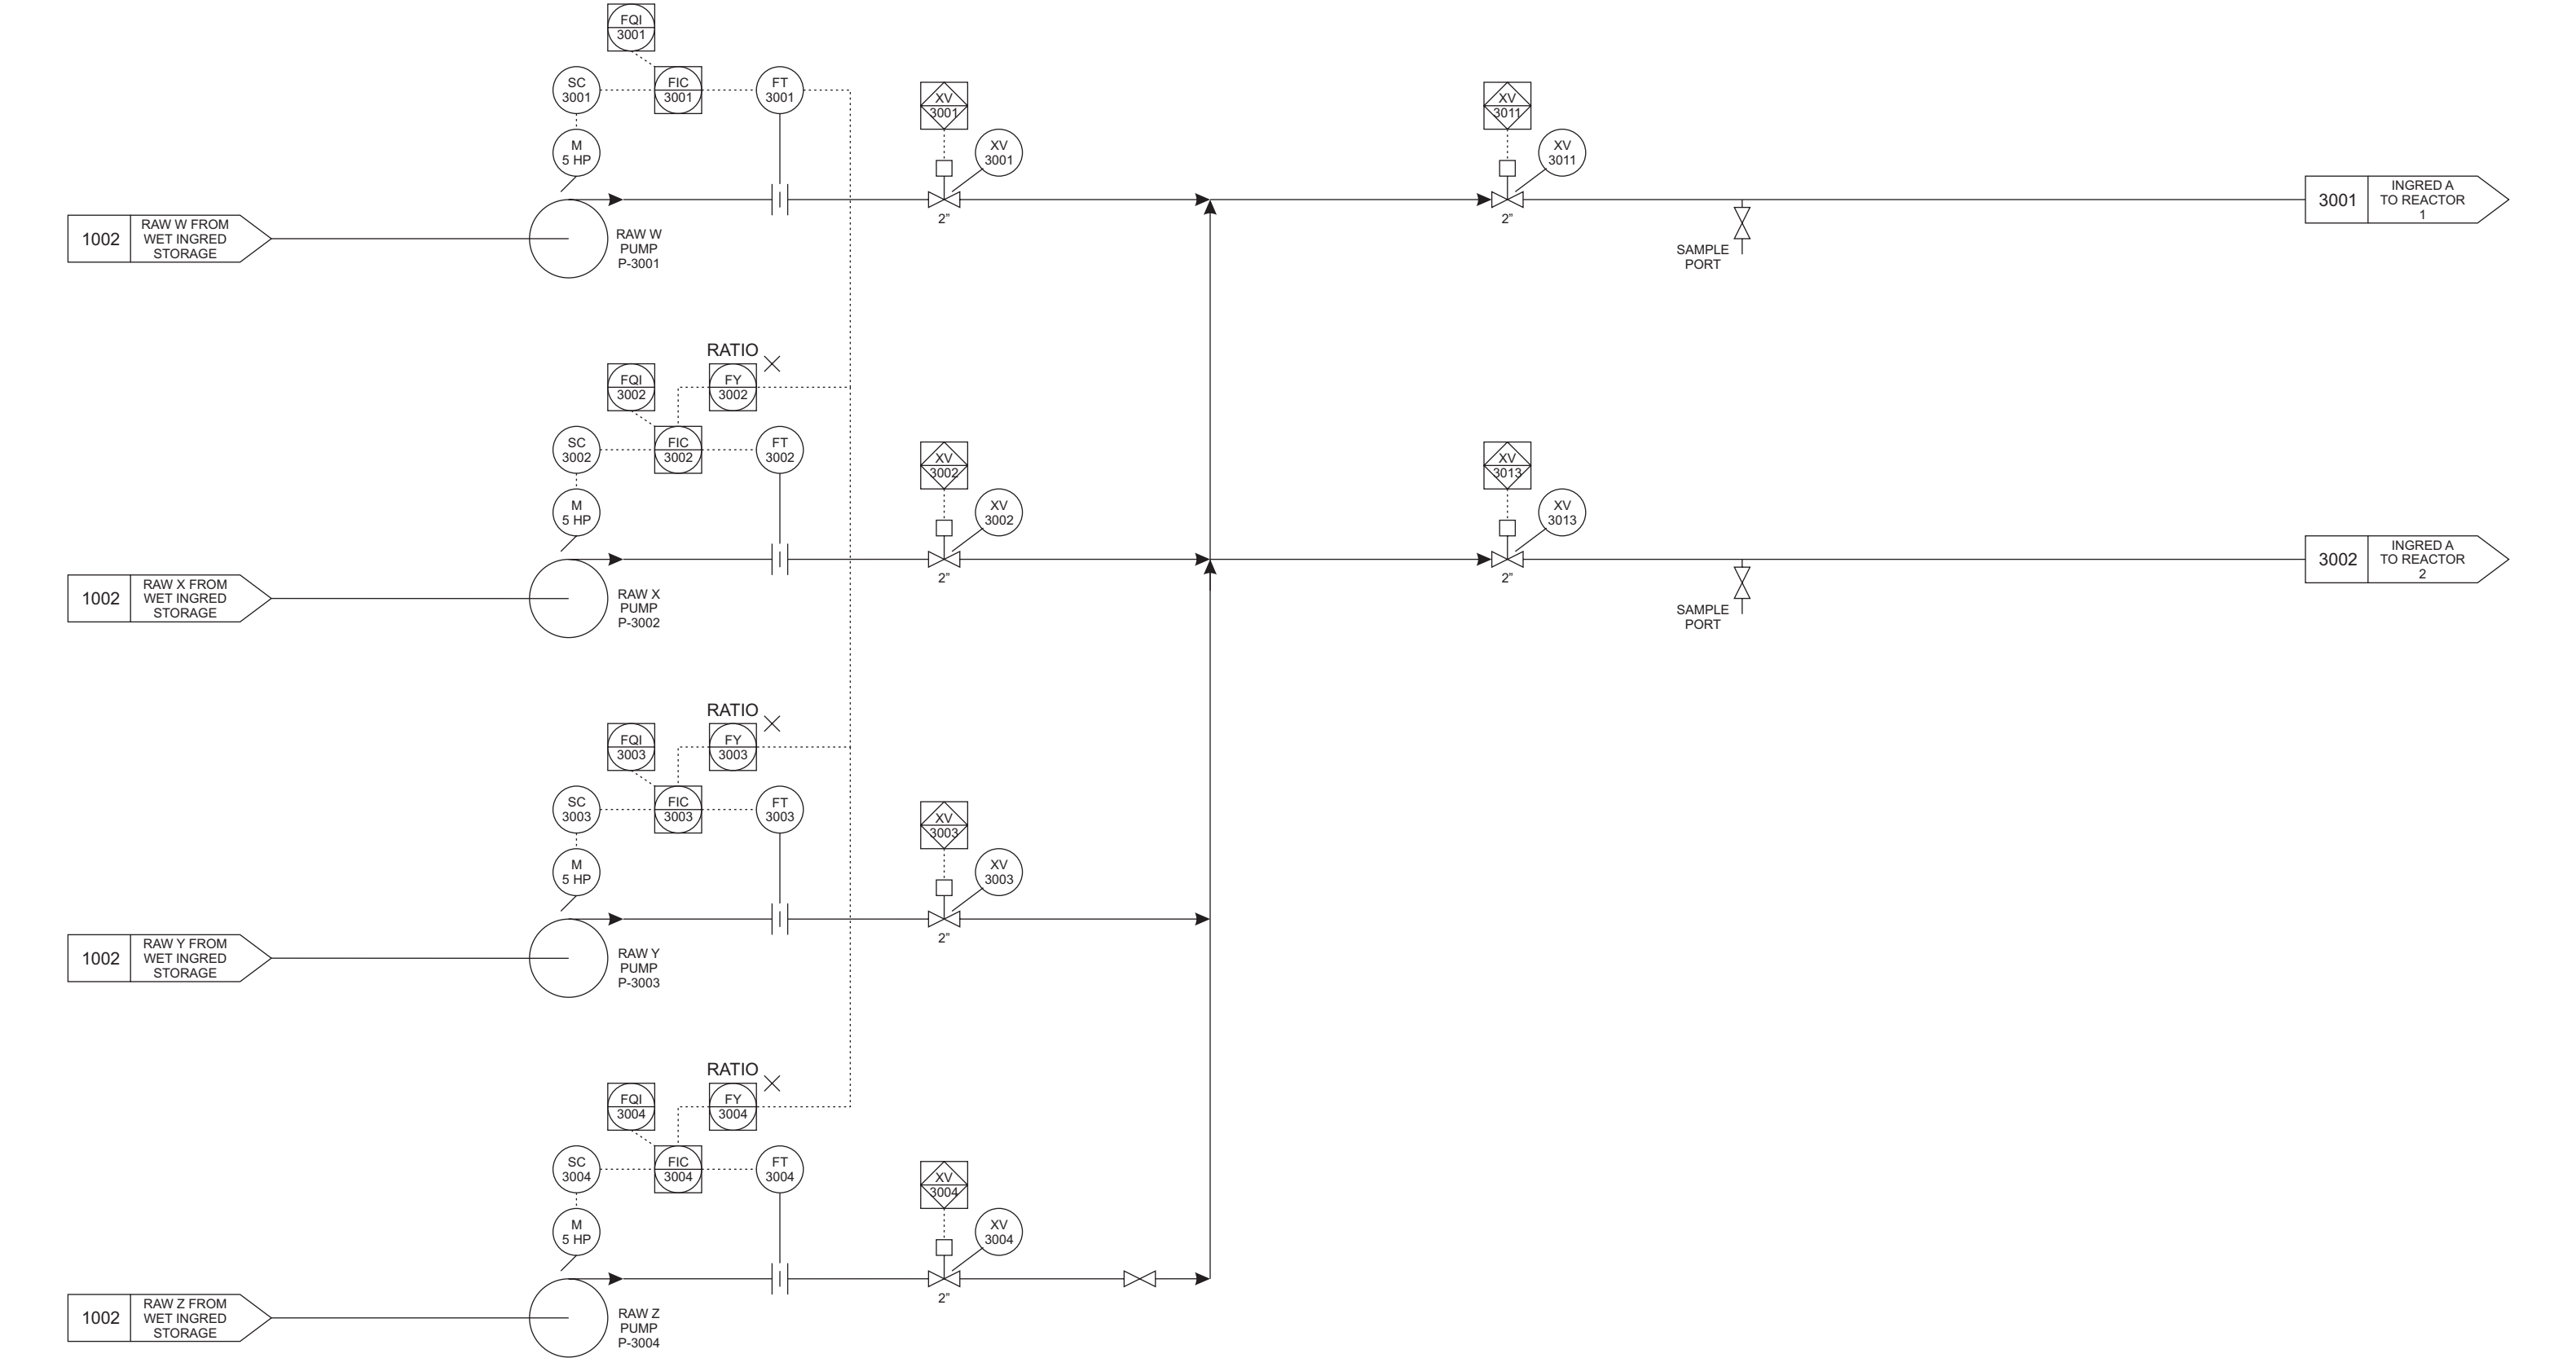 FQI
3001
SC
3001
FIC
3001
FT
3001
M
5 HP
XV
3001
XV
3001
2”
XV
3011
XV
3011
2”
1002
RAW W FROM
WET INGRED
STORAGE
RAW W
PUMP
P-3001
SAMPLE
PORT
3001
INGRED A
TO REACTOR
1
RATIO
FQI
3002
FY
3002
SC
3002
FIC
3002
FT
3002
M
5 HP
XV
3002
XV
3002
2”
XV
3013
XV
3013
2”
1002
RAW X FROM
WET INGRED
STORAGE
RAW X
PUMP
P-3002
SAMPLE
PORT
3002
INGRED A
TO REACTOR
2
RATIO
FQI
3003
FY
3003
SC
3003
FIC
3003
FT
3003
M
5 HP
XV
3003
XV
3003
2”
1002
RAW Y FROM
WET INGRED
STORAGE
RAW Y
PUMP
P-3003
RATIO
FQI
3004
FY
3004
SC
3004
FIC
3004
FT
3004
M
5 HP
XV
3004
XV
3004
2”
1002
RAW Z FROM
WET INGRED
STORAGE
RAW Z
PUMP
P-3004